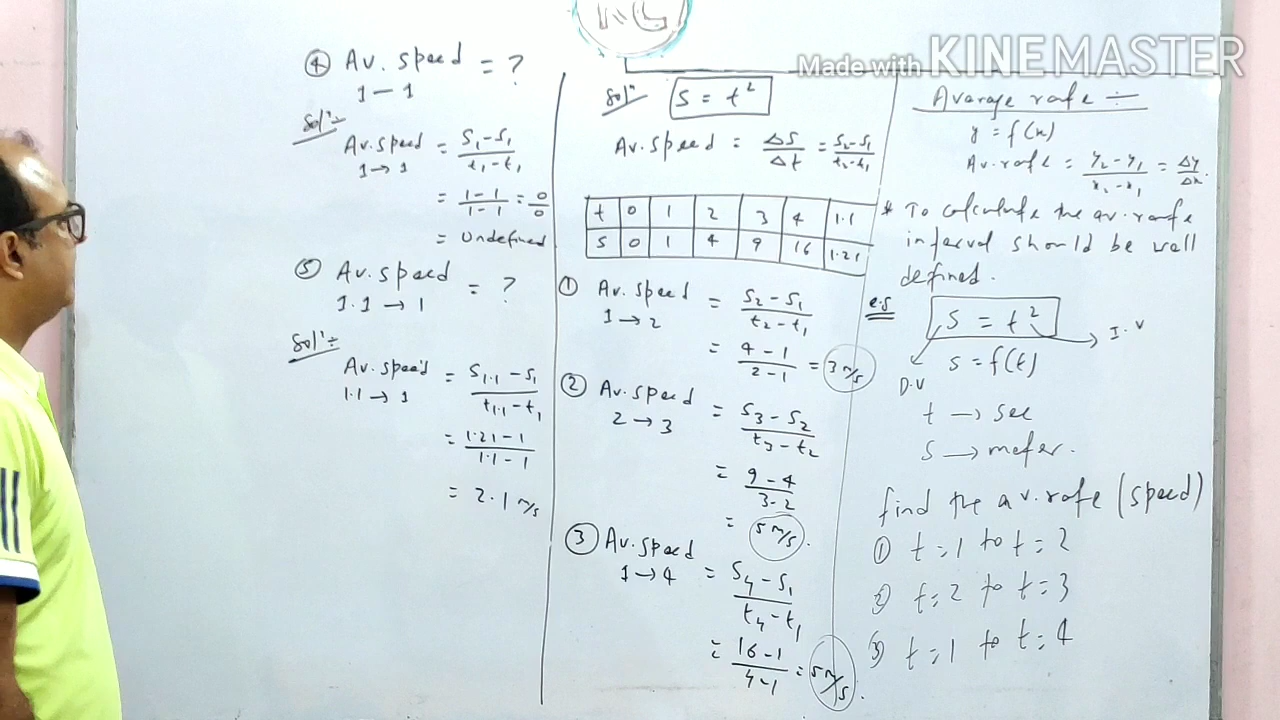 Made with KINEMASTER
Average rate ÷
y = f(x)
Av. rate = y₂ - y₁ / x₂ - x₁ = Δy / Δx.
* To calculate the av. rate
interval should be well
defined.
e.g
s = t²
I.V
D.V
s = f(t)
t → sec
s → meter.
find the av. rate (speed)
① t = 1 to t = 2
② t = 2 to t = 3
③ t = 1 to t = 4
Solⁿ
s = t²
Av. speed = Δs / Δt = s₂ - s₁ / t₂ - t₁
t 0 1 2 3 4 1.1
s 0 1 4 9 16 1.21
① Av. speed 1 → 2 = s₂ - s₁ / t₂ - t₁
= 4 - 1 / 2 - 1 = 3 m/s
② Av. speed 2 → 3 = s₃ - s₂ / t₃ - t₂
= 9 - 4 / 3 - 2
= 5 m/s.
③ Av. speed 1 → 4 = s₄ - s₁ / t₄ - t₁
= 16 - 1 / 4 - 1 = 5 m/s.
④ Av. speed 1 — 1 = ?
Solⁿ ÷
Av. speed 1 → 1 = s₁ - s₁ / t₁ - t₁
= 1 - 1 / 1 - 1 = 0 / 0
= Undefined
⑤ Av. speed 1.1 → 1 = ?
Solⁿ ÷
Av. speed 1.1 → 1 = s₁.₁ - s₁ / t₁.₁ - t₁
= 1.21 - 1 / 1.1 - 1
= 2.1 m/s